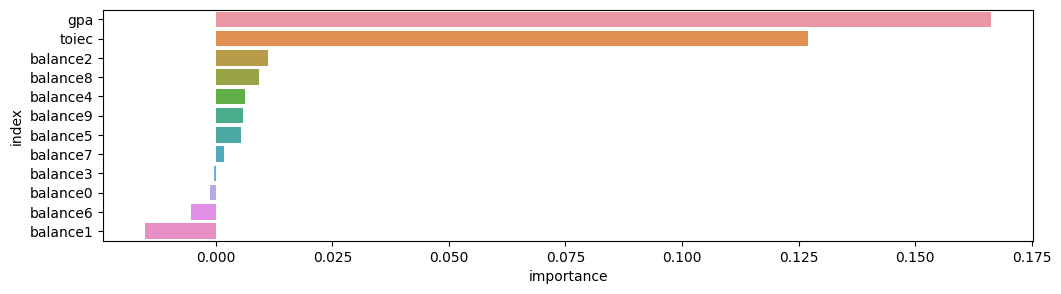 gpa
toiec
balance2
balance8
balance4
balance9
balance5
balance7
balance3
balance0
balance6
balance1
index
0.000 0.025 0.050 0.075 0.100 0.125 0.150 0.175
importance